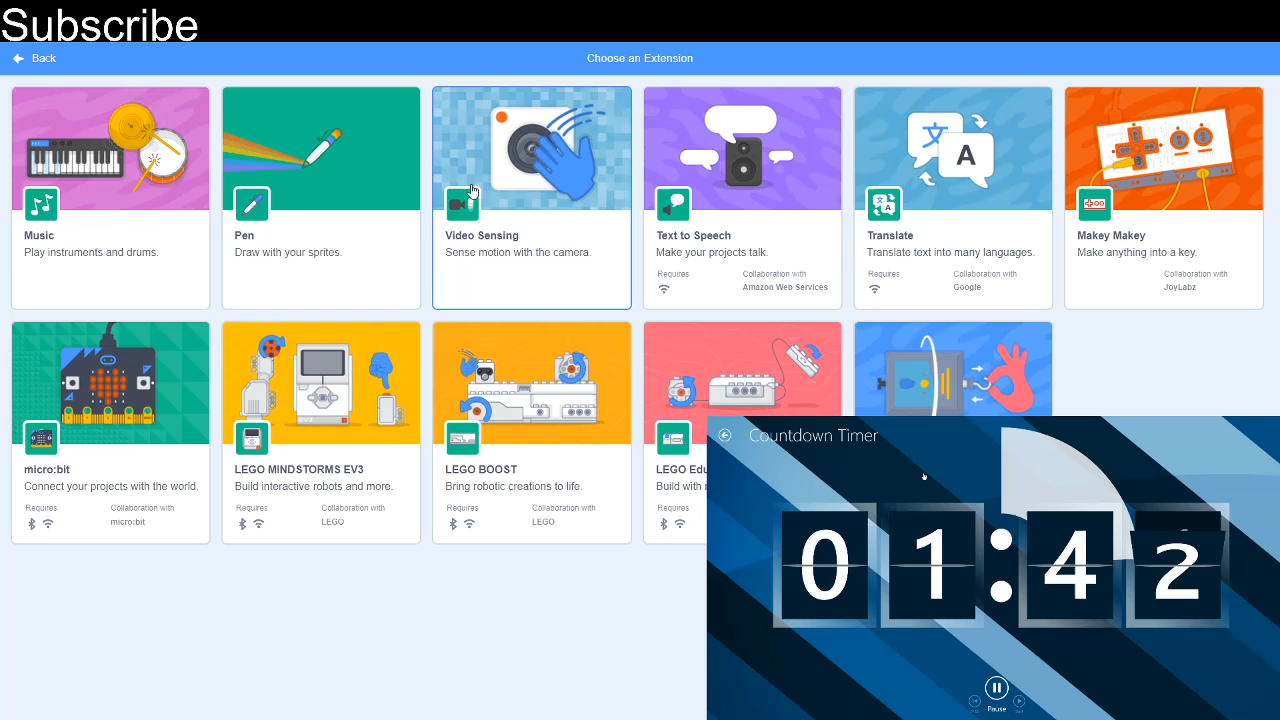 Subscribe
Back
Choose an Extension
Music
Play instruments and drums.
Pen
Draw with your sprites.
Video Sensing
Sense motion with the camera.
Text to Speech
Make your projects talk.
Requires
Collaboration with
Amazon Web Services
文 A
Translate
Translate text into many languages.
Requires
Collaboration with
Google
Makey Makey
Make anything into a key.
Collaboration with
JoyLabz
micro:bit
Connect your projects with the world.
Requires
Collaboration with
micro:bit
LEGO MINDSTORMS EV3
Build interactive robots and more.
Requires
Collaboration with
LEGO
LEGO BOOST
Bring robotic creations to life.
Requires
Collaboration with
LEGO
LEGO Edu
Build with
Requires
Countdown Timer
01:42
Pause